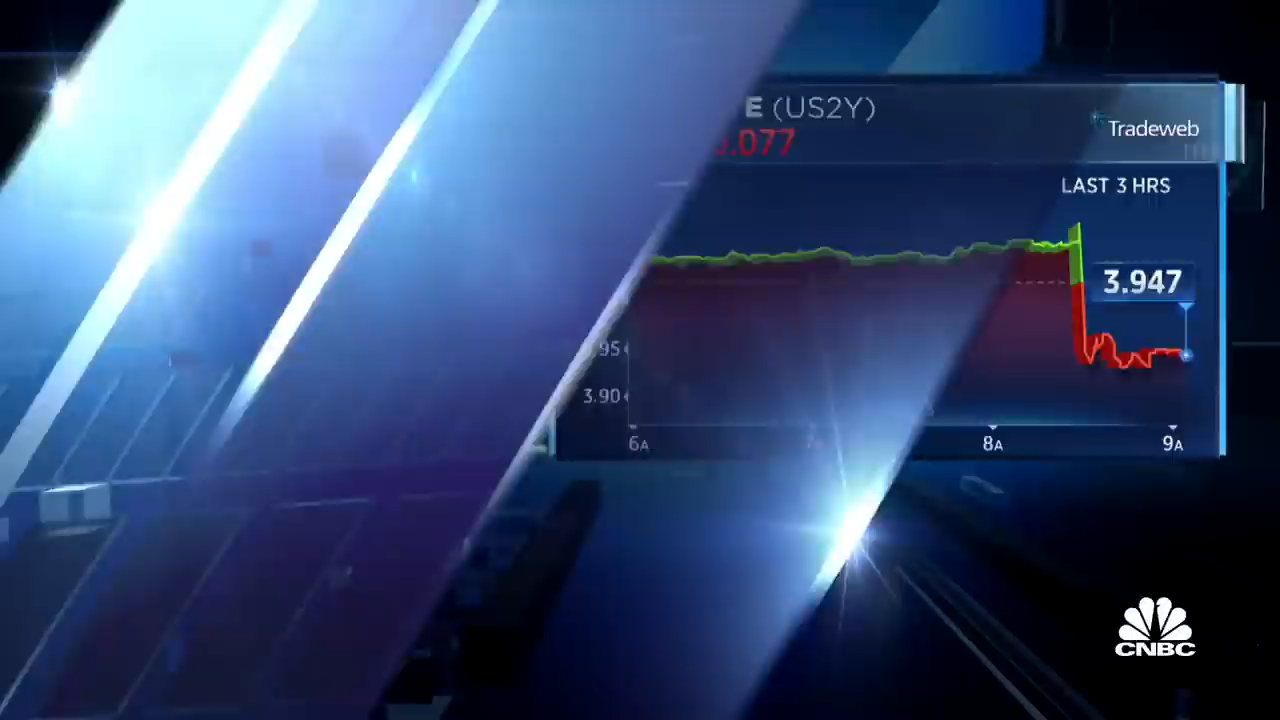 E (US2Y)
.077
Tradeweb
LAST 3 HRS
3.947
95
3.90
6A
8A
9A
CNBC